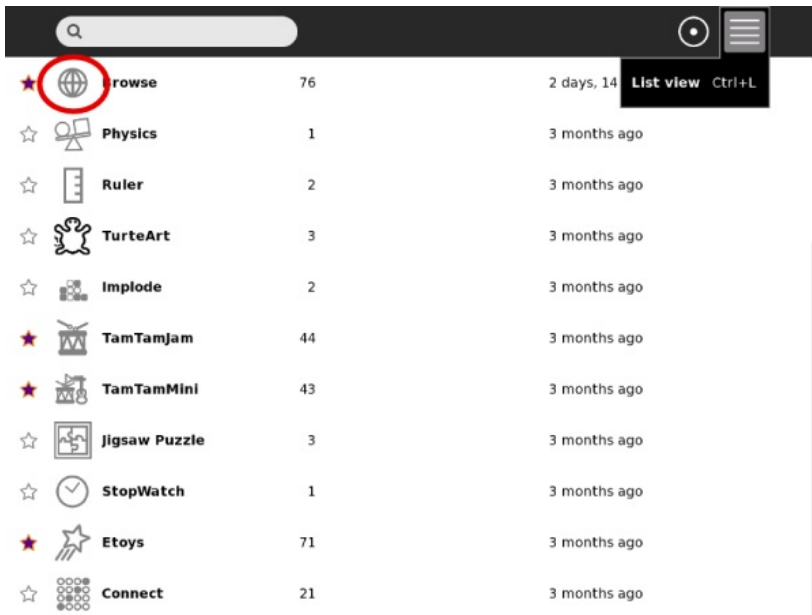 Browse 76 2 days, 14 List view Ctrl+L
Physics 1 3 months ago
Ruler 2 3 months ago
TurteArt 3 3 months ago
Implode 2 3 months ago
TamTamJam 44 3 months ago
TamTamMini 43 3 months ago
Jigsaw Puzzle 3 3 months ago
StopWatch 1 3 months ago
Etoys 71 3 months ago
Connect 21 3 months ago